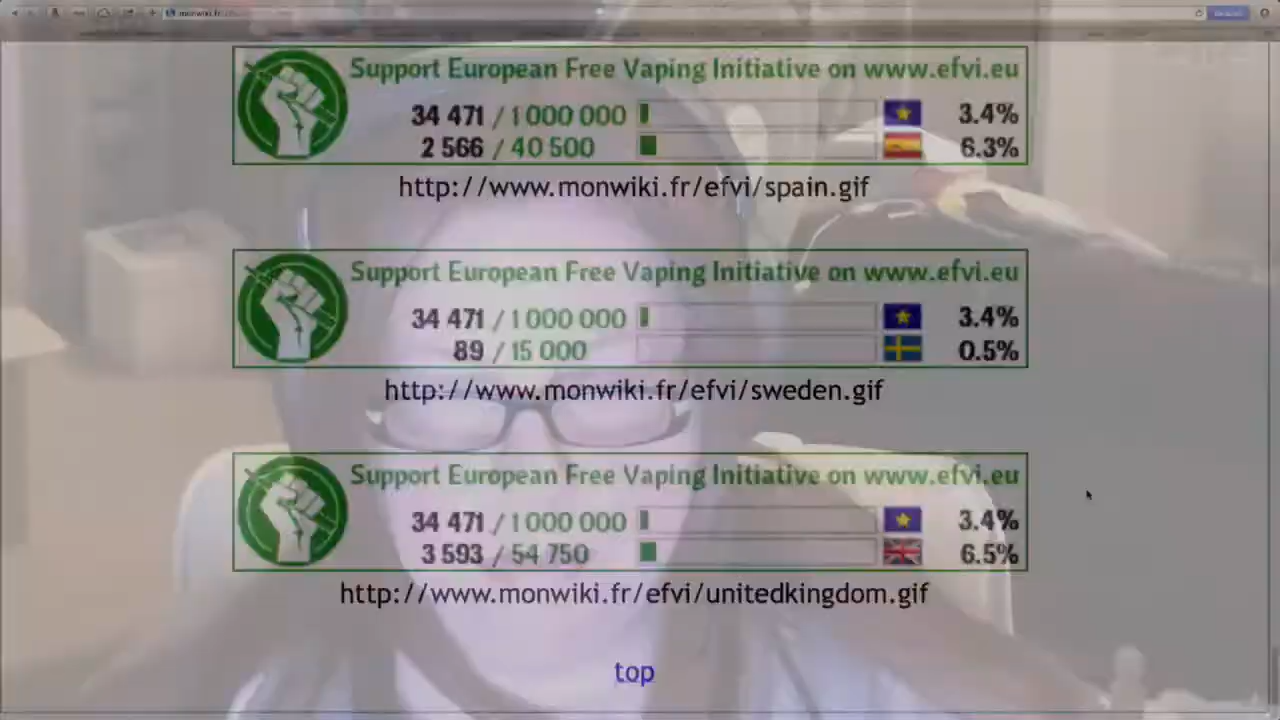 monwiki.fr
Support European Free Vaping Initiative on www.efvi.eu
34 471 / 1 000 000 3.4%
2 566 / 40 500 6.3%
http://www.monwiki.fr/efvi/spain.gif
Support European Free Vaping Initiative on www.efvi.eu
34 471 / 1 000 000 3.4%
89 / 15 000 0.5%
http://www.monwiki.fr/efvi/sweden.gif
Support European Free Vaping Initiative on www.efvi.eu
34 471 / 1 000 000 3.4%
3 593 / 54 750 6.5%
http://www.monwiki.fr/efvi/unitedkingdom.gif
top